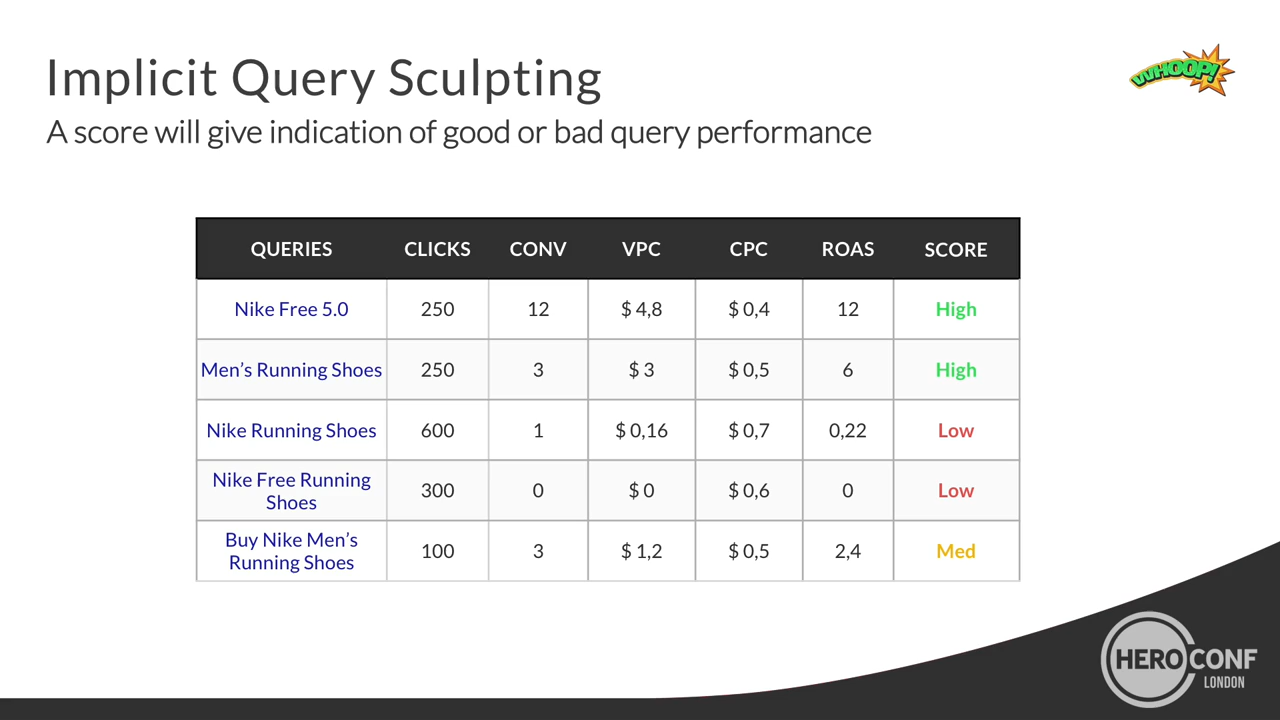 Implicit Query Sculpting
WHOOP!
A score will give indication of good or bad query performance
QUERIES CLICKS CONV VPC CPC ROAS SCORE
Nike Free 5.0 250 12 $ 4,8 $ 0,4 12 High
Men’s Running Shoes 250 3 $ 3 $ 0,5 6 High
Nike Running Shoes 600 1 $ 0,16 $ 0,7 0,22 Low
Nike Free Running
Shoes 300 0 $ 0 $ 0,6 0 Low
Buy Nike Men’s
Running Shoes 100 3 $ 1,2 $ 0,5 2,4 Med
HERO CONF
LONDON